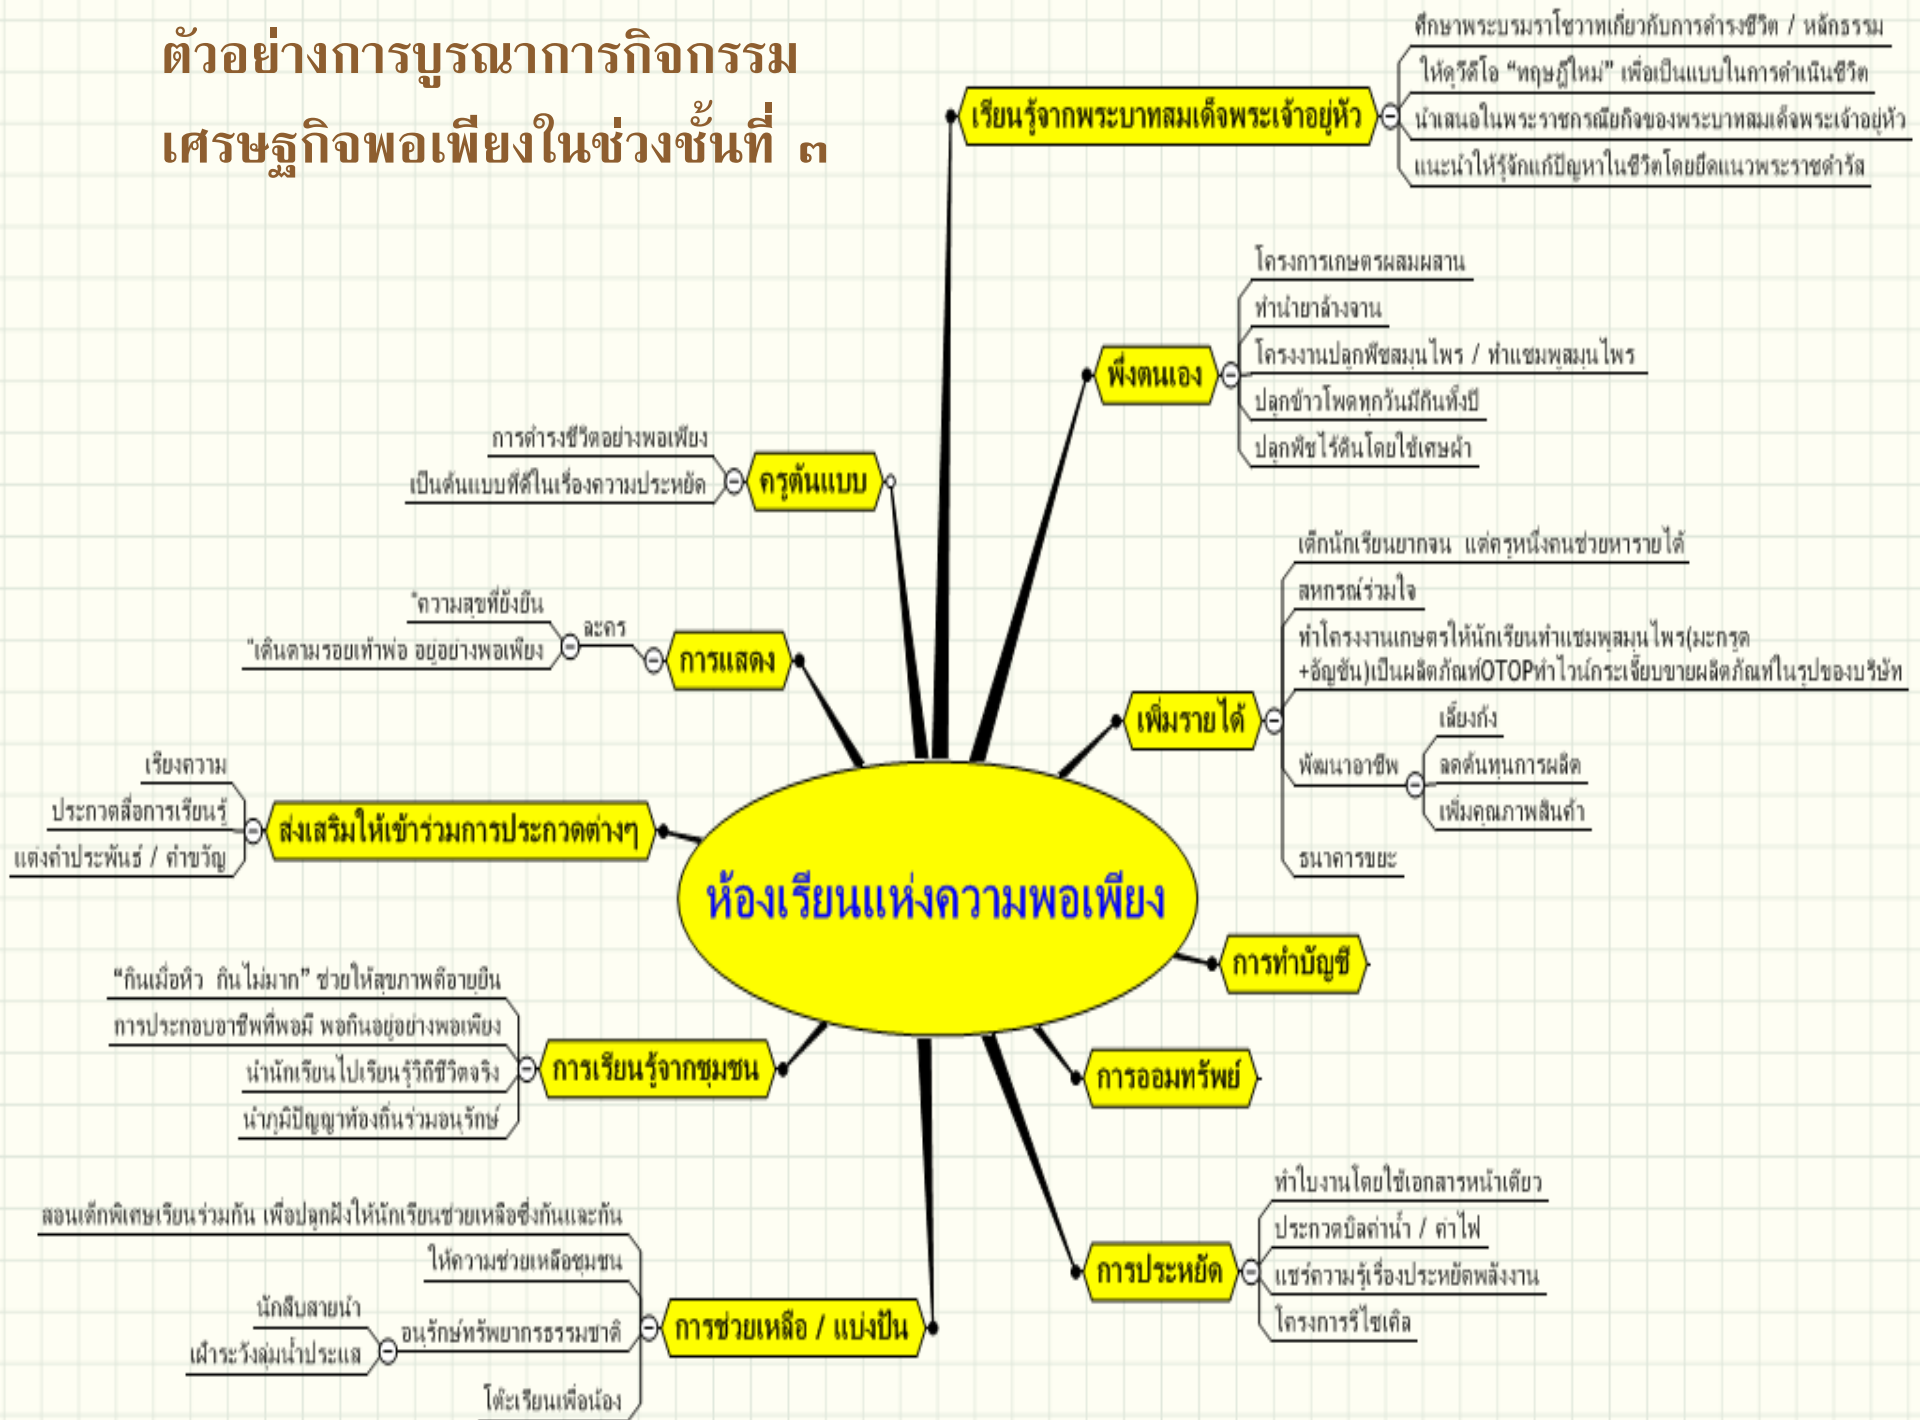 ตัวอย่างการบูรณาการกิจกรรม
เศรษฐกิจพอเพียงในช่วงชั้นที่ ๓
ห้องเรียนแห่งความพอเพียง
เรียนรู้จากพระบาทสมเด็จพระเจ้าอยู่หัว
ศึกษาพระบรมราโชวาทเกี่ยวกับการดำรงชีวิต / หลักธรรม
ให้ดูวีดีโอ “ทฤษฎีใหม่” เพื่อเป็นแบบในการดำเนินชีวิต
นำเสนอในพระราชกรณียกิจของพระบาทสมเด็จพระเจ้าอยู่หัว
แนะนำให้รู้จักแก้ปัญหาในชีวิตโดยยึดแนวพระราชดำรัส
พึ่งตนเอง
โครงการเกษตรผสมผสาน
ทำน้ำยาล้างจาน
โครงงานปลูกพืชสมุนไพร / ทำแชมพูสมุนไพร
ปลูกข้าวโพดทุกวันมีกินทั้งปี
ปลูกพืชไร้ดินโดยใช้เศษผ้า
เพิ่มรายได้
เด็กนักเรียนยากจน แต่ครูหนึ่งคนช่วยหารายได้
สหกรณ์ร่วมใจ
ทำโครงงานเกษตรให้นักเรียนทำแชมพูสมุนไพร(มะกรูด
+อัญชัน)เป็นผลิตภัณฑ์OTOPทำไวน์กระเจี๊ยบขายผลิตภัณฑ์ในรูปของบริษัท
พัฒนาอาชีพ
เลี้ยงกุ้ง
ลดต้นทุนการผลิต
เพิ่มคุณภาพสินค้า
ธนาคารขยะ
การทำบัญชี
การออมทรัพย์
การประหยัด
ทำใบงานโดยใช้เอกสารหน้าเดียว
ประกวดบิลค่าน้ำ / ค่าไฟ
แชร์ความรู้เรื่องประหยัดพลังงาน
โครงการรีไซเคิล
ครูต้นแบบ
การดำรงชีวิตอย่างพอเพียง
เป็นต้นแบบที่ดีในเรื่องความประหยัด
การแสดง
ละคร
"ความสุขที่ยั่งยืน
"เดินตามรอยเท้าพ่อ อยู่อย่างพอเพียง
ส่งเสริมให้เข้าร่วมการประกวดต่างๆ
เรียงความ
ประกวดสื่อการเรียนรู้
แต่งคำประพันธ์ / คำขวัญ
การเรียนรู้จากชุมชน
“กินเมื่อหิว กินไม่มาก” ช่วยให้สุขภาพดีอายุยืน
การประกอบอาชีพที่พอมี พอกินอยู่อย่างพอเพียง
นำนักเรียนไปเรียนรู้วิถีชีวิตจริง
นำภูมิปัญญาท้องถิ่นร่วมอนุรักษ์
การช่วยเหลือ / แบ่งปัน
สอนเด็กพิเศษเรียนร่วมกัน เพื่อปลูกฝังให้นักเรียนช่วยเหลือซึ่งกันและกัน
ให้ความช่วยเหลือชุมชน
อนุรักษ์ทรัพยากรธรรมชาติ
นักสืบสายน้ำ
เฝ้าระวังลุ่มน้ำประแส
โต๊ะเรียนเพื่อน้อง